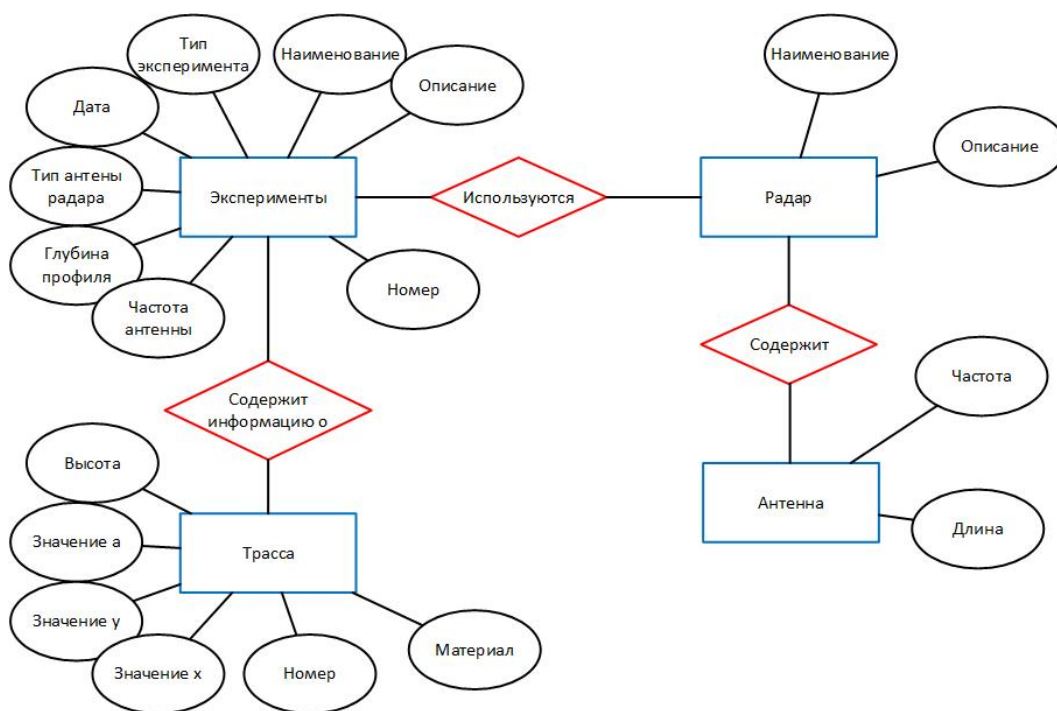 Тип
эксперимента
Наименование
Описание
Дата
Тип антены
радара
Глубина
профиля
Частота
антенны
Номер
Эксперименты
Используются
Радар
Наименование
Описание
Содержит
Частота
Антенна
Длина
Содержит
информацию о
Высота
Значение а
Значение у
Значение х
Номер
Материал
Трасса